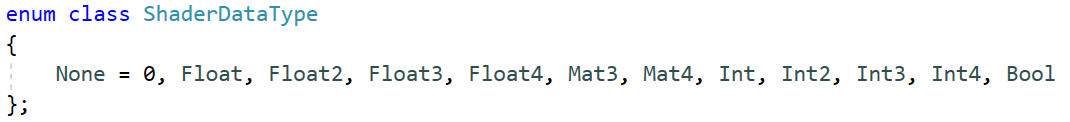 enum class ShaderDataType
{
    None = 0, Float, Float2, Float3, Float4, Mat3, Mat4, Int, Int2, Int3, Int4, Bool
};